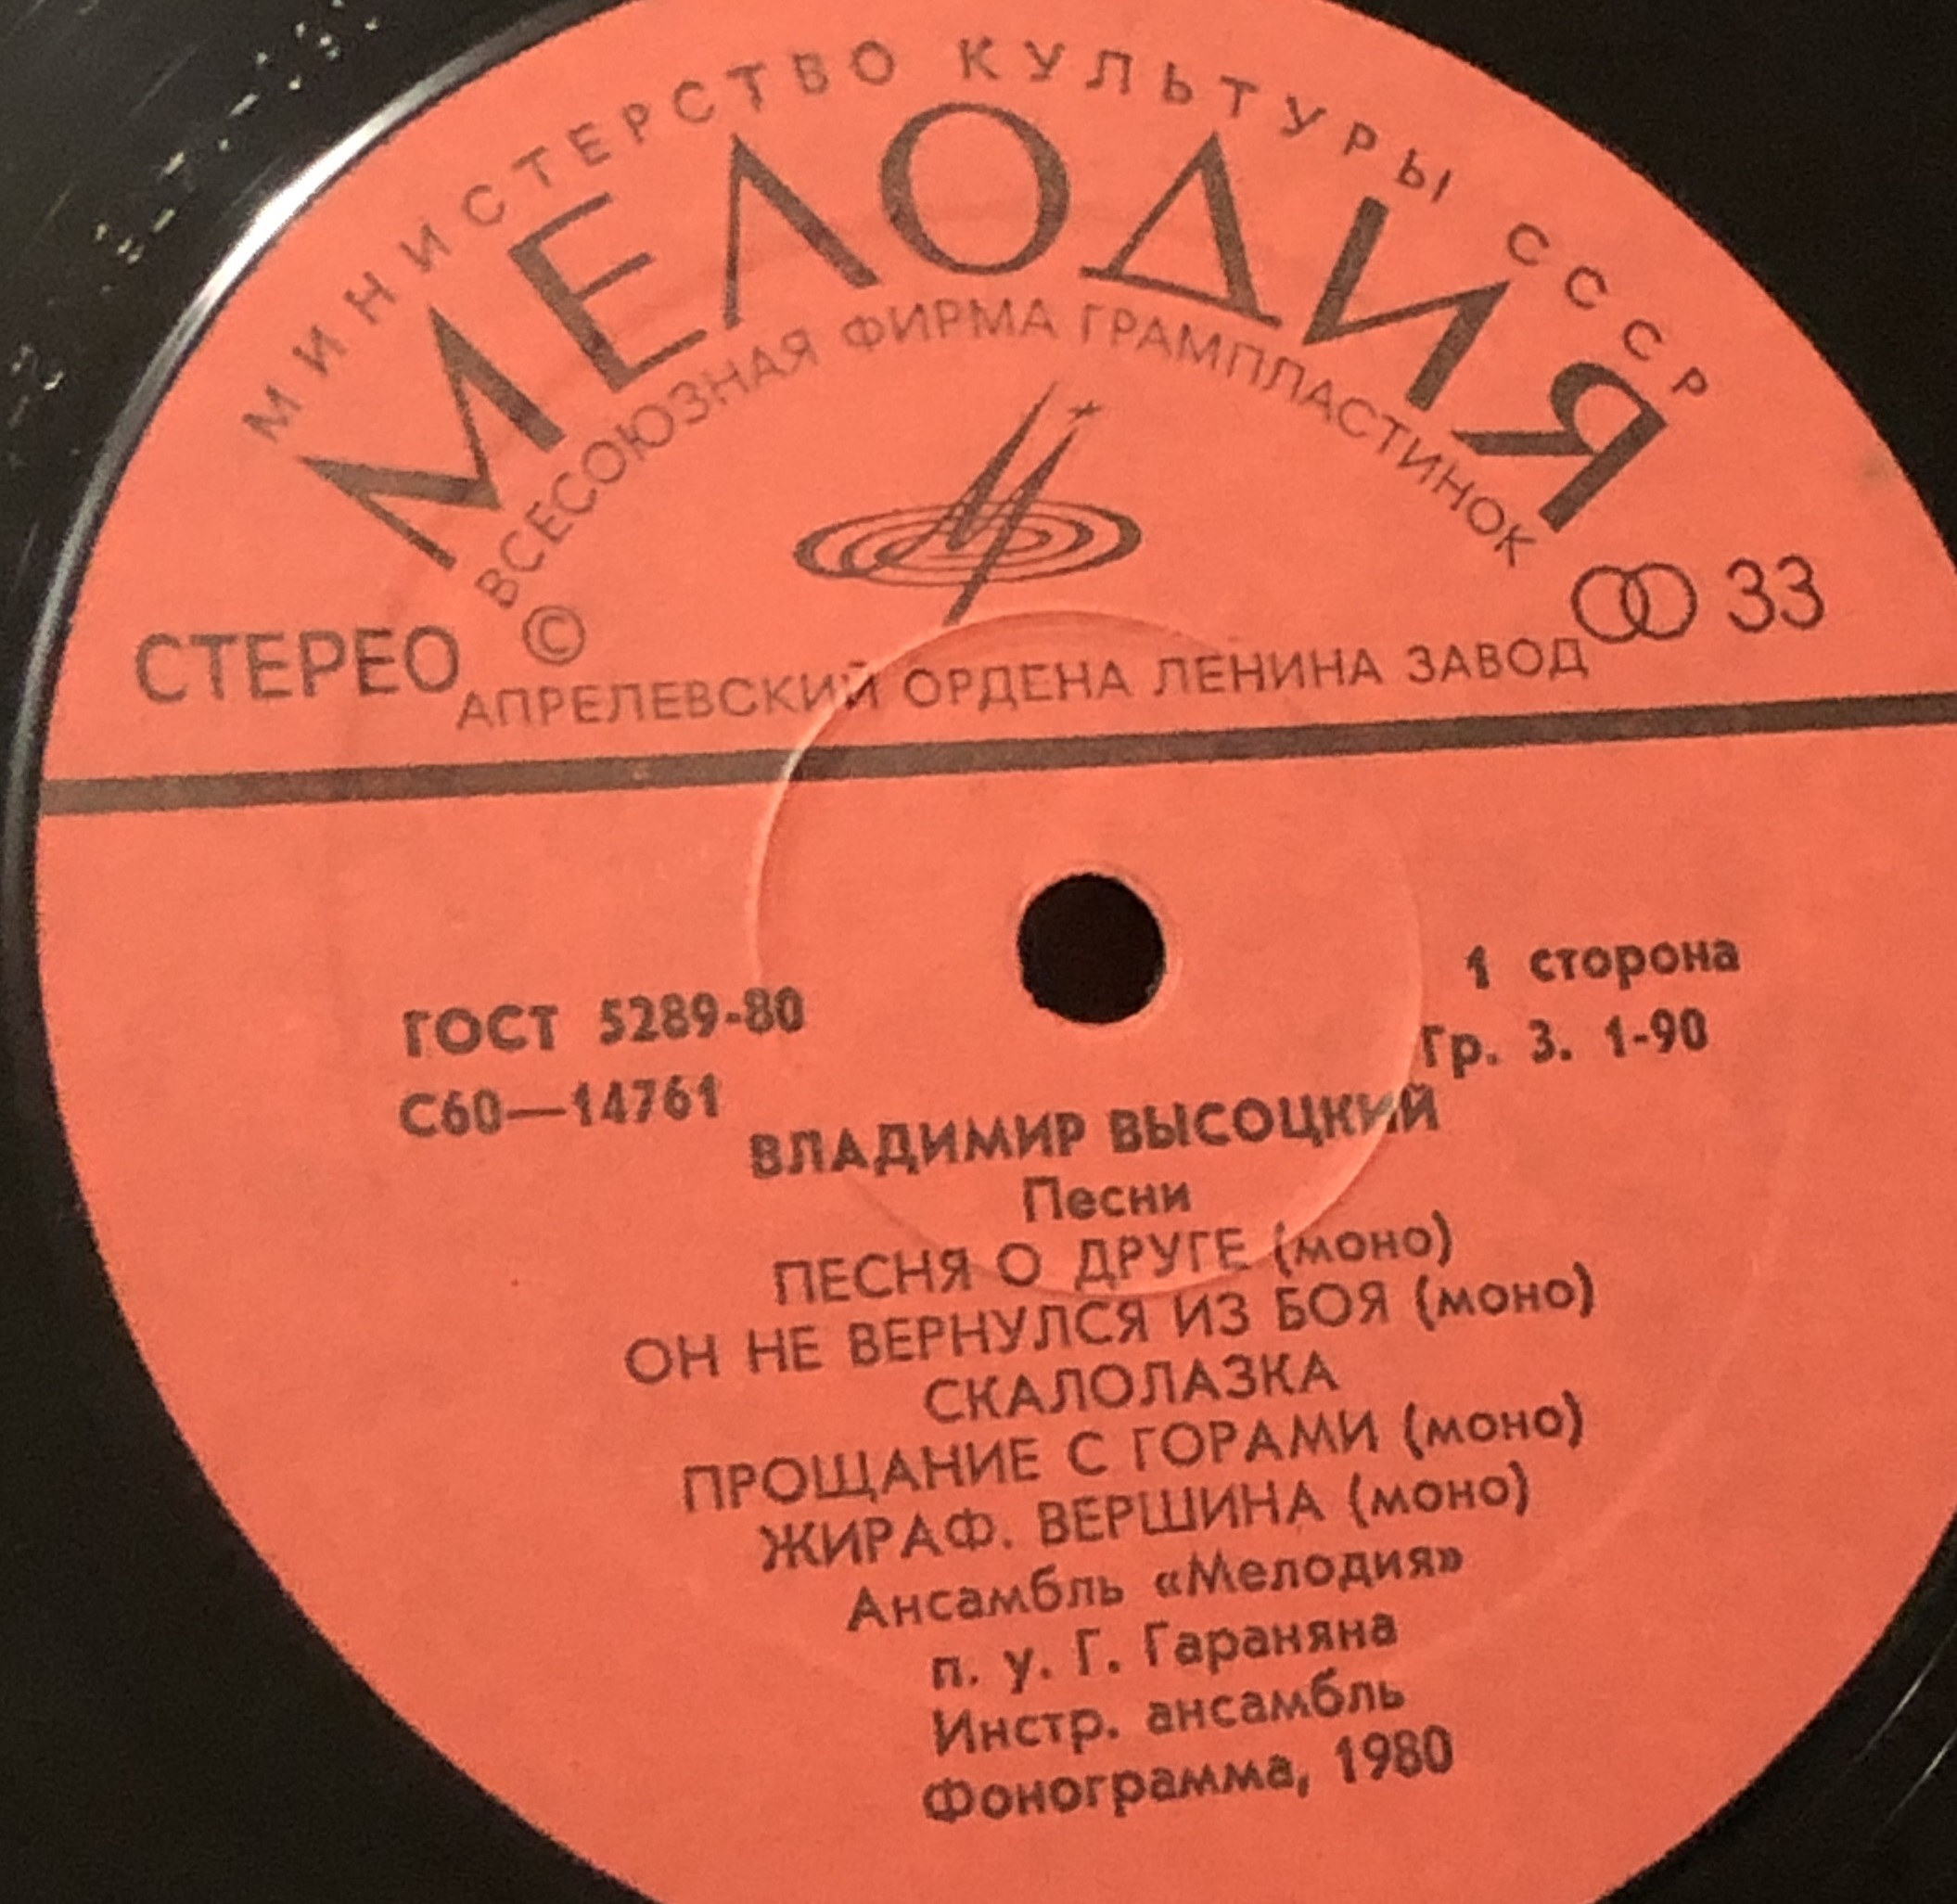 МИНИСТЕРСТВО КУЛЬТУРЫ СССР
МЕЛОДИЯ
ВСЕСОЮЗНАЯ ФИРМА ГРАМПЛАСТИНОК
СТЕРЕО © 33
АПРЕЛЕВСКИЙ ОРДЕНА ЛЕНИНА ЗАВОД
ГОСТ 5289-80 1 сторона
С60—14761 Гр. 3. 1-90
ВЛАДИМИР ВЫСОЦКИЙ
Песни
ПЕСНЯ О ДРУГЕ (моно)
ОН НЕ ВЕРНУЛСЯ ИЗ БОЯ (моно)
СКАЛОЛАЗКА
ПРОЩАНИЕ С ГОРАМИ (моно)
ЖИРАФ. ВЕРШИНА (моно)
Ансамбль «Мелодия»
п. у. Г. Гараняна
Инстр. ансамбль
Фонограмма, 1980